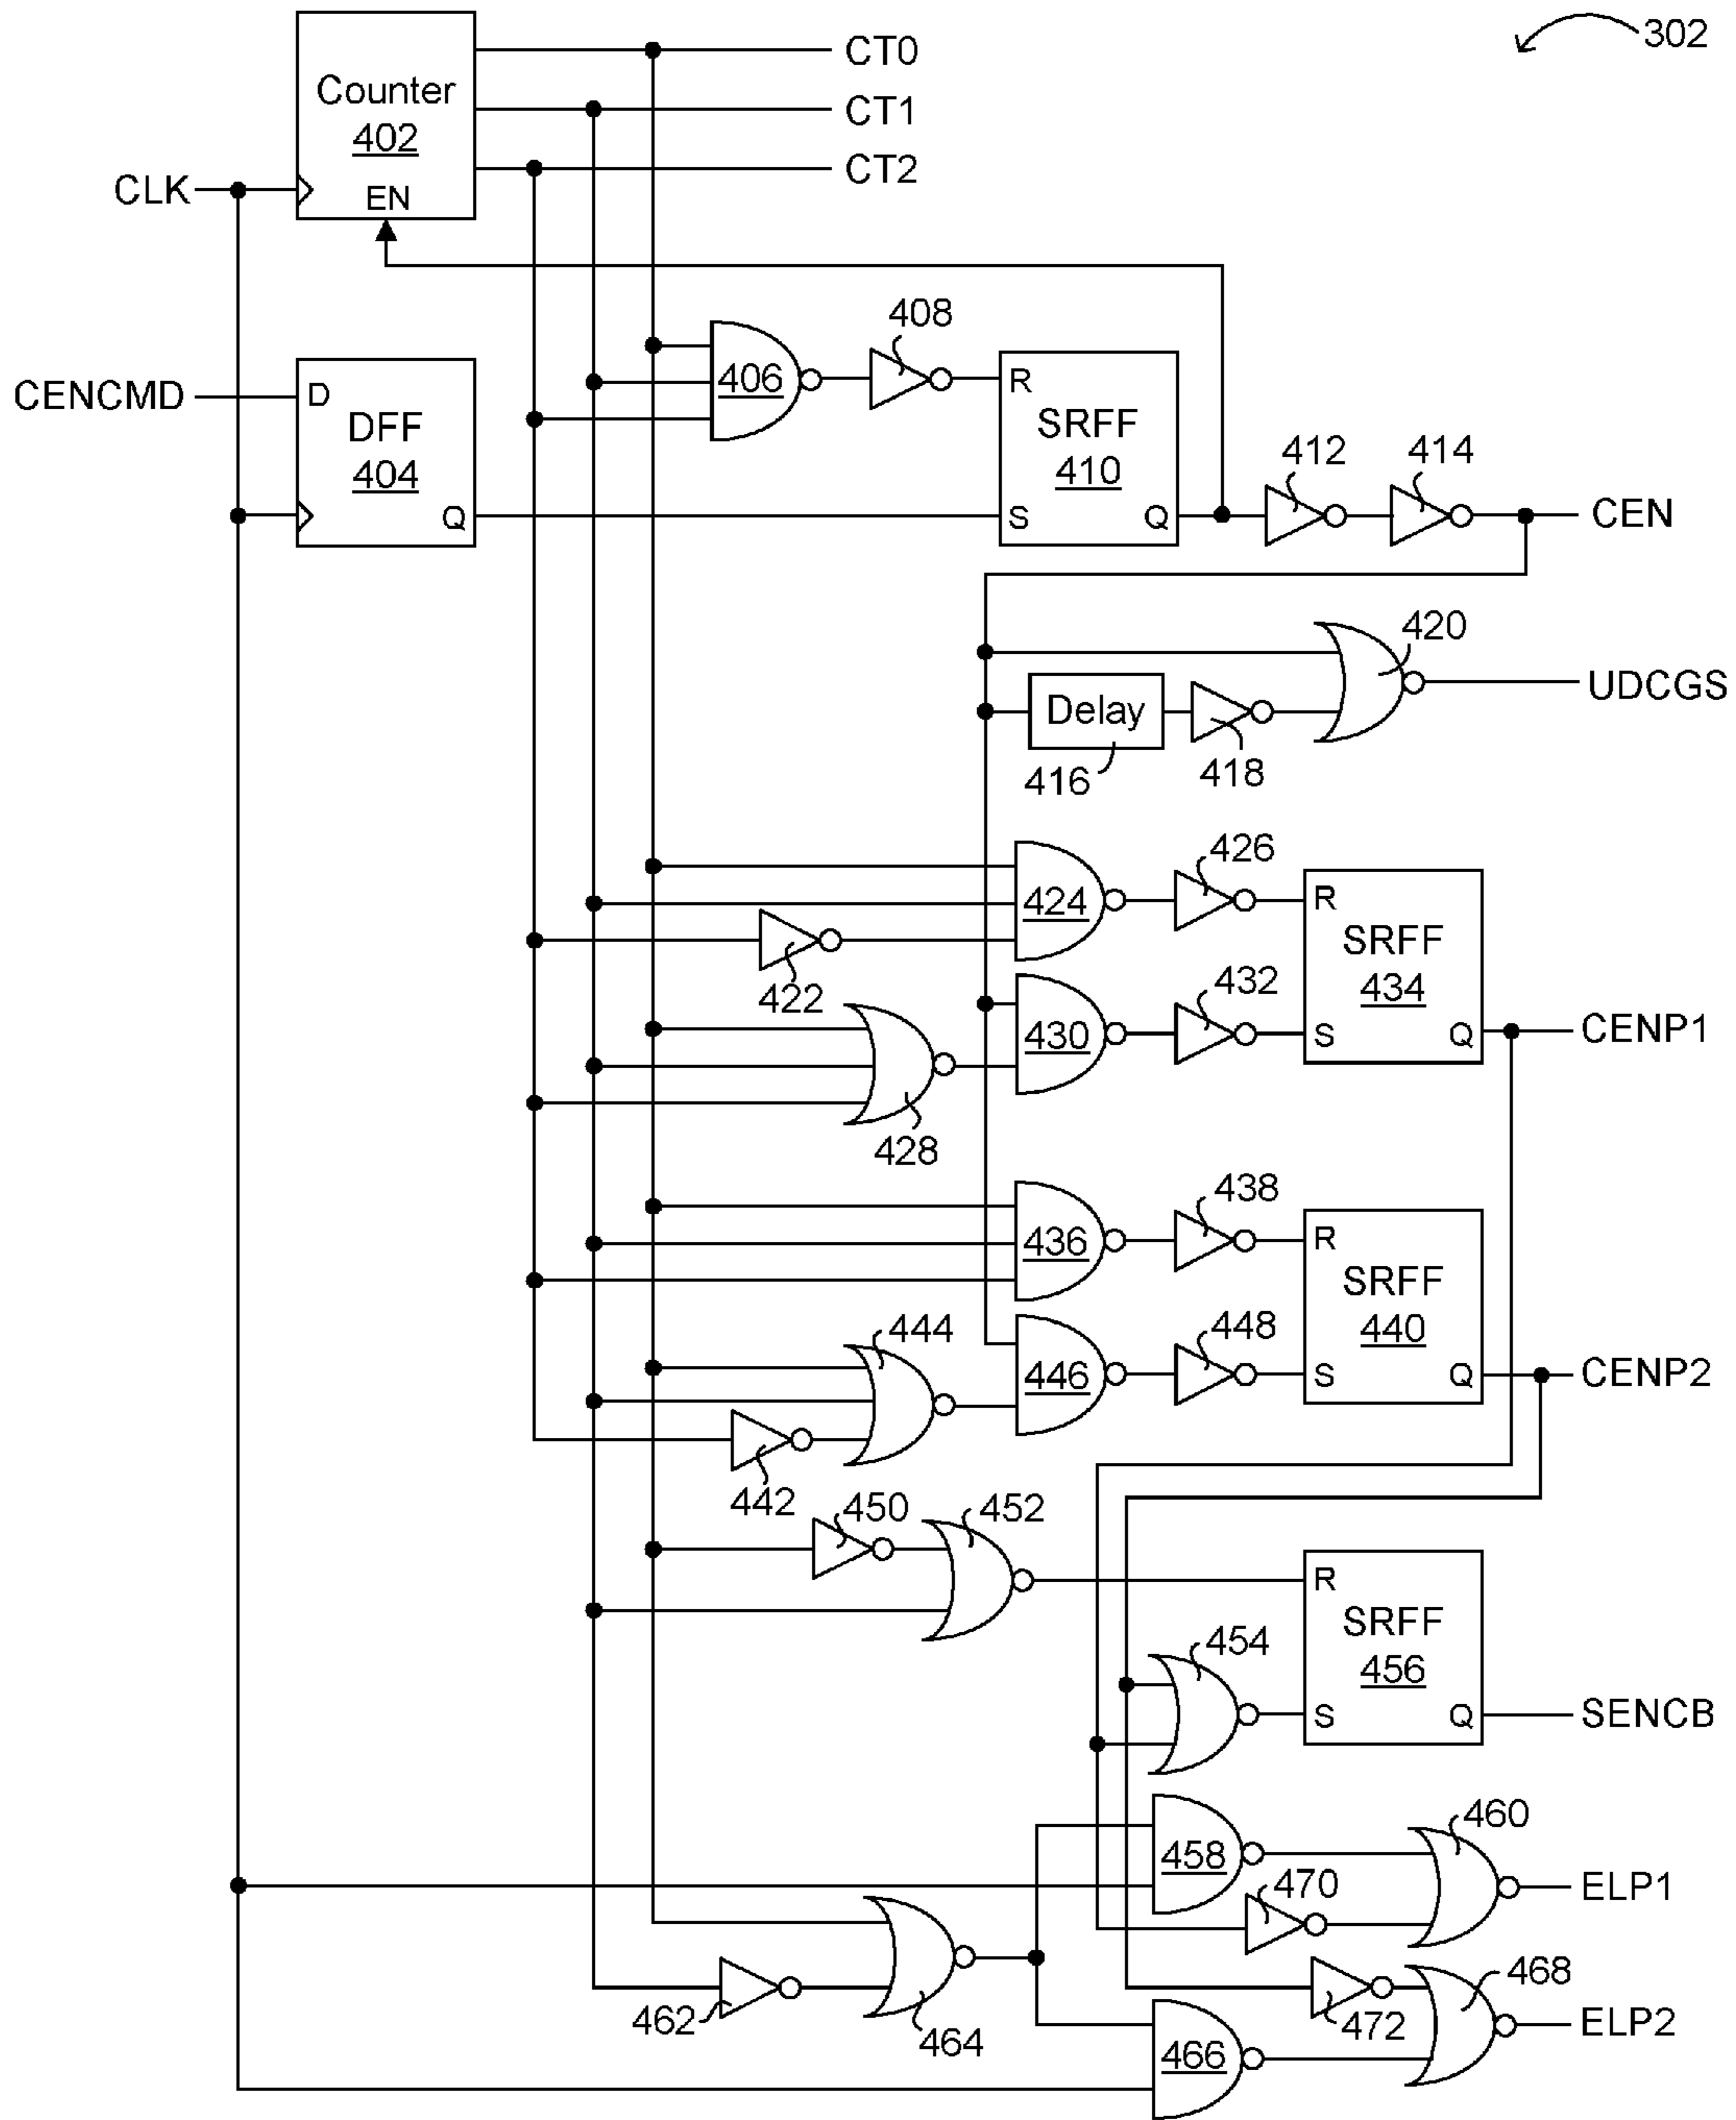 302
CT0
Counter
402
CT1
CT2
CLK
EN
408
CENCMD
D
DFF
404
Q
406
R
SRFF
410
S
Q
412
414
CEN
420
UDCGS
Delay
416
418
426
424
R
SRFF
434
422
432
430
S
Q
CENP1
428
438
436
R
SRFF
440
444
448
446
S
Q
CENP2
442
450
452
R
SRFF
456
454
S
Q
SENCB
460
458
470
ELP1
462
464
472
468
ELP2
466